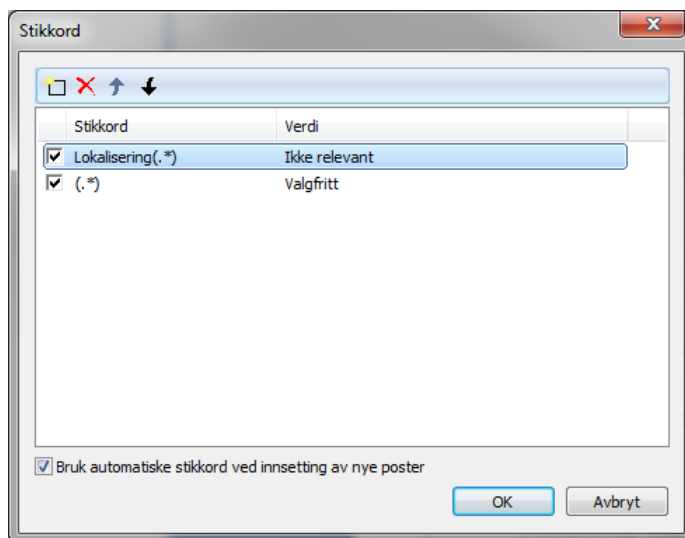 Stikkord
Stikkord Verdi
Lokalisering(.*) Ikke relevant
(.*) Valgfritt
Bruk automatiske stikkord ved innsetting av nye poster
OK Avbryt